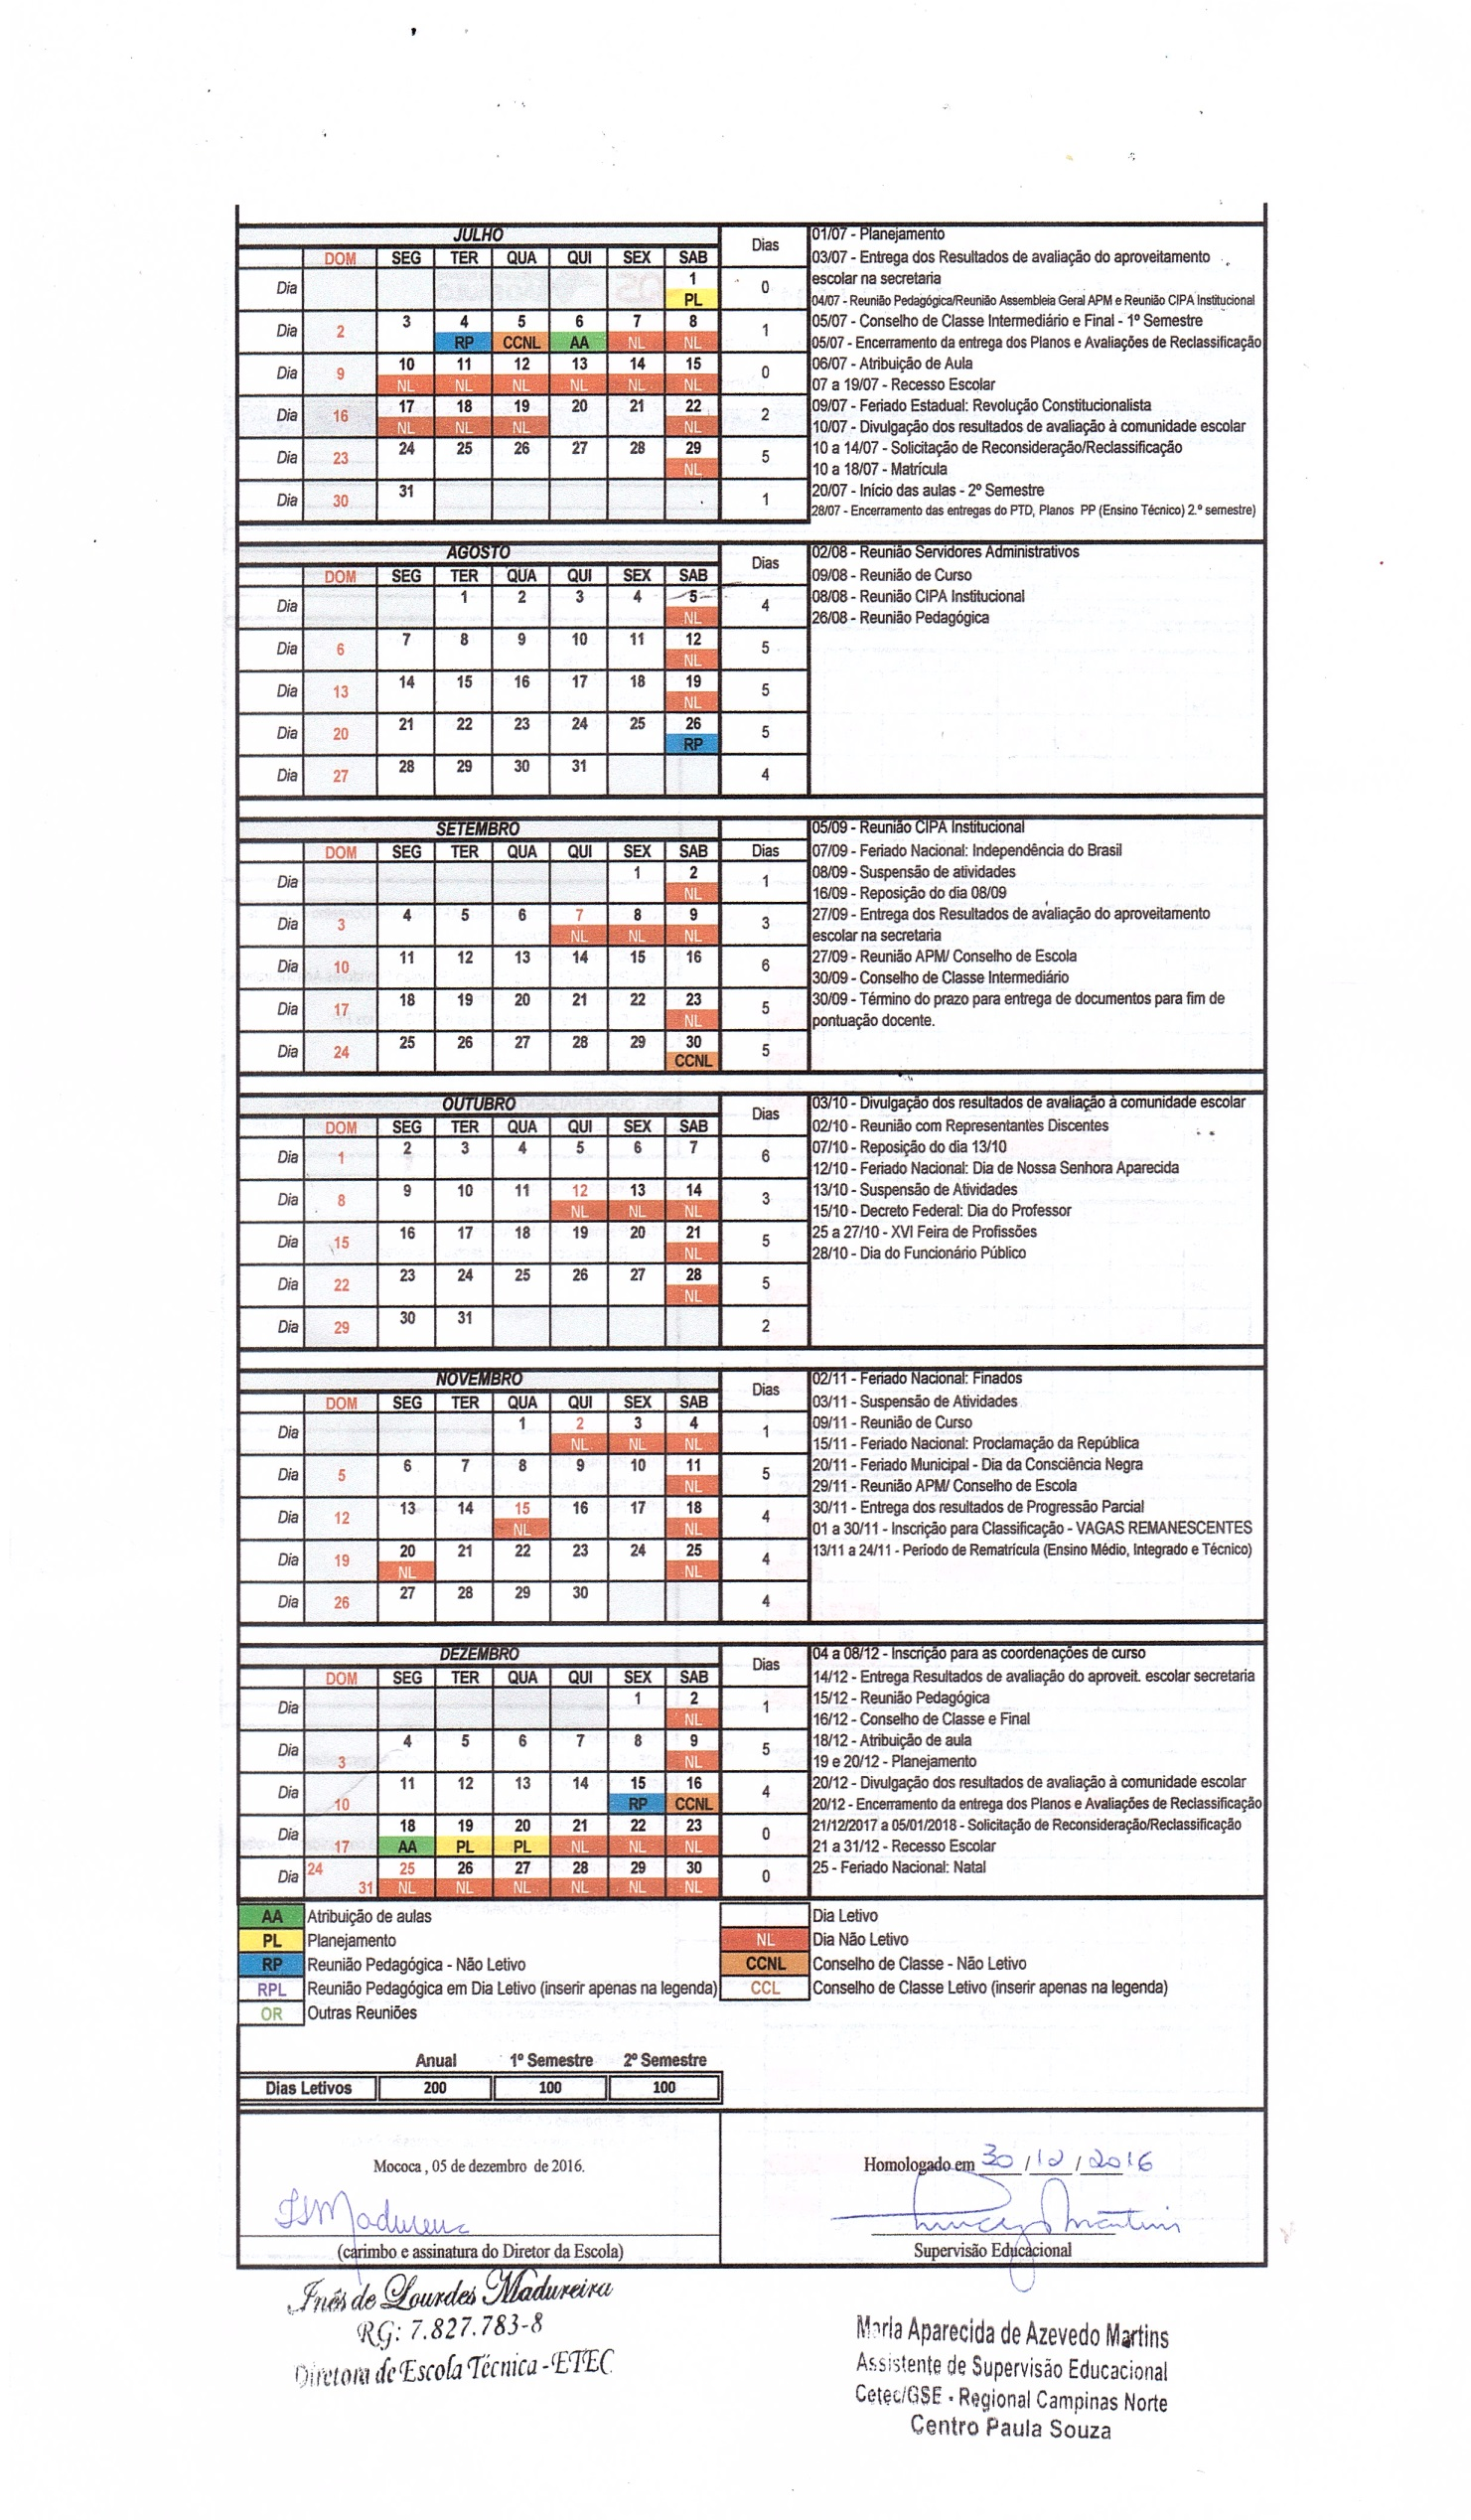 JULHO
Dias
DOM SEG TER QUA QUI SEX SAB
Dia 1 0
PL
Dia 2 3 4 5 6 7 8 1
RP CCNL AA NL NL
Dia 9 10 11 12 13 14 15 0
NL NL NL NL NL NL
Dia 16 17 18 19 20 21 22 2
NL NL NL NL
Dia 23 24 25 26 27 28 29 5
NL
Dia 30 31 1
01/07 - Planejamento
03/07 - Entrega dos Resultados de avaliação do aproveitamento
escolar na secretaria
04/07 - Reunião Pedagógica/Reunião Assembleia Geral APM e Reunião CIPA Institucional
05/07 - Conselho de Classe Intermediário e Final - 1º Semestre
05/07 - Encerramento da entrega dos Planos e Avaliações de Reclassificação
06/07 - Atribuição de Aula
07 a 19/07 - Recesso Escolar
09/07 - Feriado Estadual: Revolução Constitucionalista
10/07 - Divulgação dos resultados de avaliação à comunidade escolar
10 a 14/07 - Solicitação de Reconsideração/Reclassificação
10 a 18/07 - Matrícula
20/07 - Início das aulas - 2º Semestre
28/07 - Encerramento das entregas do PTD, Planos PP (Ensino Técnico) 2.º semestre)
AGOSTO
Dias
DOM SEG TER QUA QUI SEX SAB
Dia 1 2 3 4 5 4
NL
Dia 6 7 8 9 10 11 12 5
NL
Dia 13 14 15 16 17 18 19 5
NL
Dia 20 21 22 23 24 25 26 5
RP
Dia 27 28 29 30 31 4
02/08 - Reunião Servidores Administrativos
09/08 - Reunião de Curso
08/08 - Reunião CIPA Institucional
26/08 - Reunião Pedagógica
SETEMBRO
DOM SEG TER QUA QUI SEX SAB Dias
Dia 1 2 1
NL
Dia 3 4 5 6 7 8 9 3
NL NL NL
Dia 10 11 12 13 14 15 16 6
Dia 17 18 19 20 21 22 23 5
NL
Dia 24 25 26 27 28 29 30 5
CCNL
05/09 - Reunião CIPA Institucional
07/09 - Feriado Nacional: Independência do Brasil
08/09 - Suspensão de atividades
16/09 - Reposição do dia 08/09
27/09 - Entrega dos Resultados de avaliação do aproveitamento
escolar na secretaria
27/09 - Reunião APM/ Conselho de Escola
30/09 - Conselho de Classe Intermediário
30/09 - Término do prazo para entrega de documentos para fim de
pontuação docente.
OUTUBRO
Dias
DOM SEG TER QUA QUI SEX SAB
Dia 1 2 3 4 5 6 7 6
Dia 8 9 10 11 12 13 14 3
NL NL NL
Dia 15 16 17 18 19 20 21 5
NL
Dia 22 23 24 25 26 27 28 5
NL
Dia 29 30 31 2
03/10 - Divulgação dos resultados de avaliação à comunidade escolar
02/10 - Reunião com Representantes Discentes
07/10 - Reposição do dia 13/10
12/10 - Feriado Nacional: Dia de Nossa Senhora Aparecida
13/10 - Suspensão de Atividades
15/10 - Decreto Federal: Dia do Professor
25 a 27/10 - XVI Feira de Profissões
28/10 - Dia do Funcionário Público
NOVEMBRO
Dias
DOM SEG TER QUA QUI SEX SAB
Dia 1 2 3 4 1
NL NL NL
Dia 5 6 7 8 9 10 11 5
NL
Dia 12 13 14 15 16 17 18 4
NL NL
Dia 19 20 21 22 23 24 25 4
NL NL
Dia 26 27 28 29 30 4
02/11 - Feriado Nacional: Finados
03/11 - Suspensão de Atividades
09/11 - Reunião de Curso
15/11 - Feriado Nacional: Proclamação da República
20/11 - Feriado Municipal - Dia da Consciência Negra
29/11 - Reunião APM/ Conselho de Escola
30/11 - Entrega dos resultados de Progressão Parcial
01 a 30/11 - Inscrição para Classificação - VAGAS REMANESCENTES
13/11 a 24/11 - Período de Rematrícula (Ensino Médio, Integrado e Técnico)
DEZEMBRO
Dias
DOM SEG TER QUA QUI SEX SAB
Dia 1 2 1
NL
Dia 3 4 5 6 7 8 9 5
NL
Dia 10 11 12 13 14 15 16 4
RP CCNL
Dia 17 18 19 20 21 22 23 0
AA PL PL NL NL NL
Dia 24 31 25 26 27 28 29 30 0
NL NL NL NL NL NL
04 a 08/12 - Inscrição para as coordenações de curso
14/12 - Entrega Resultados de avaliação do aproveit. escolar secretaria
15/12 - Reunião Pedagógica
16/12 - Conselho de Classe e Final
18/12 - Atribuição de aula
19 e 20/12 - Planejamento
20/12 - Divulgação dos resultados de avaliação à comunidade escolar
20/12 - Encerramento da entrega dos Planos e Avaliações de Reclassificação
21/12/2017 a 05/01/2018 - Solicitação de Reconsideração/Reclassificação
21 a 31/12 - Recesso Escolar
25 - Feriado Nacional: Natal
AA Atribuição de aulas
PL Planejamento
RP Reunião Pedagógica - Não Letivo
RPL Reunião Pedagógica em Dia Letivo (inserir apenas na legenda)
OR Outras Reuniões
Dia Letivo
NL Dia Não Letivo
CCNL Conselho de Classe - Não Letivo
CCL Conselho de Classe Letivo (inserir apenas na legenda)
Anual 1º Semestre 2º Semestre
Dias Letivos 200 100 100
Mococa , 05 de dezembro de 2016.
Madureira
(carimbo e assinatura do Diretor da Escola)
Inês de Lourdes Madureira
RG: 7.827.783-8
Diretora de Escola Técnica - ETEC
Homologado em 30/12/2016
Martins
Supervisão Educacional
Maria Aparecida de Azevedo Martins
Assistente de Supervisão Educacional
Cetec/GSE - Regional Campinas Norte
Centro Paula Souza